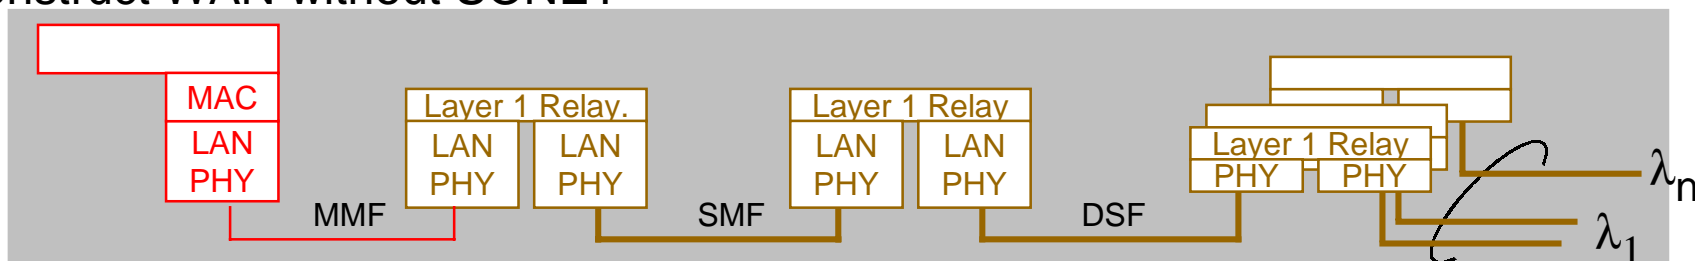 MAC
LAN
PHY
MMF
Layer 1 Relay.
LAN
PHY
LAN
PHY
SMF
Layer 1 Relay
LAN
PHY
LAN
PHY
DSF
Layer 1 Relay
PHY
PHY
λn
λ1